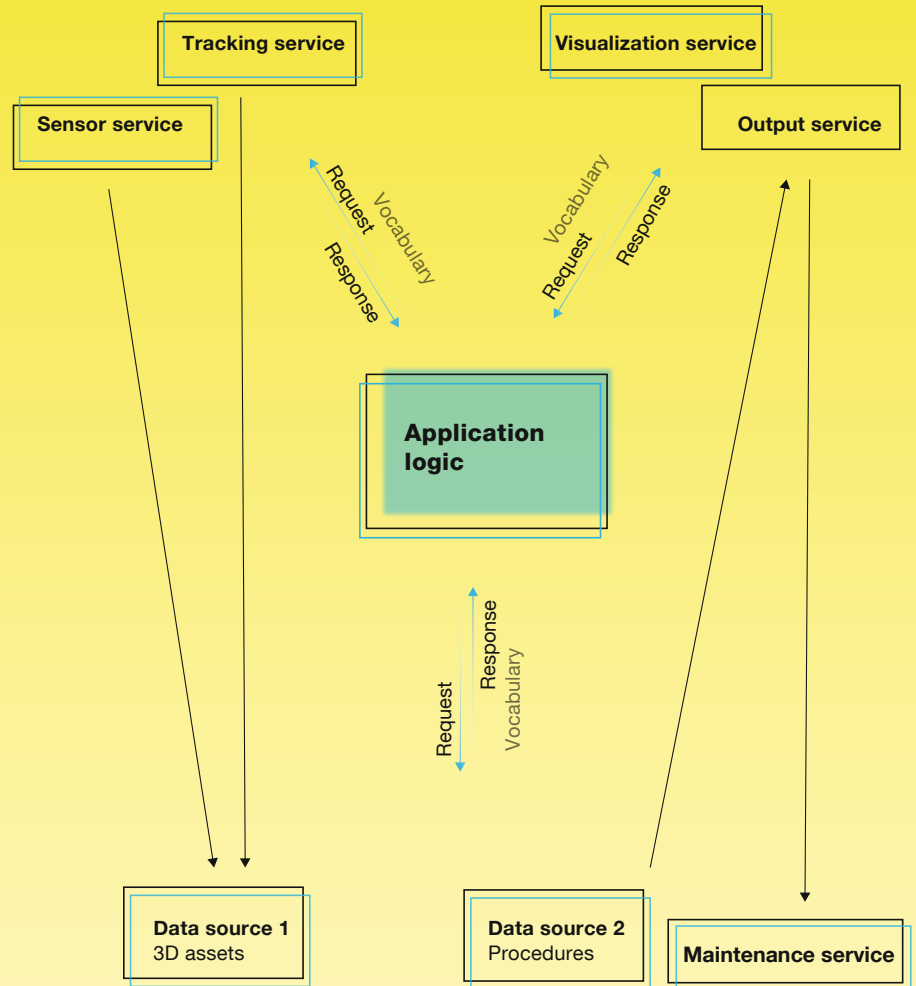 Tracking service
Visualization service
Sensor service
Output service
Request
Vocabulary
Response
Vocabulary
Request
Response
Application
logic
Request
Response
Vocabulary
Data source 1
3D assets
Data source 2
Procedures
Maintenance service